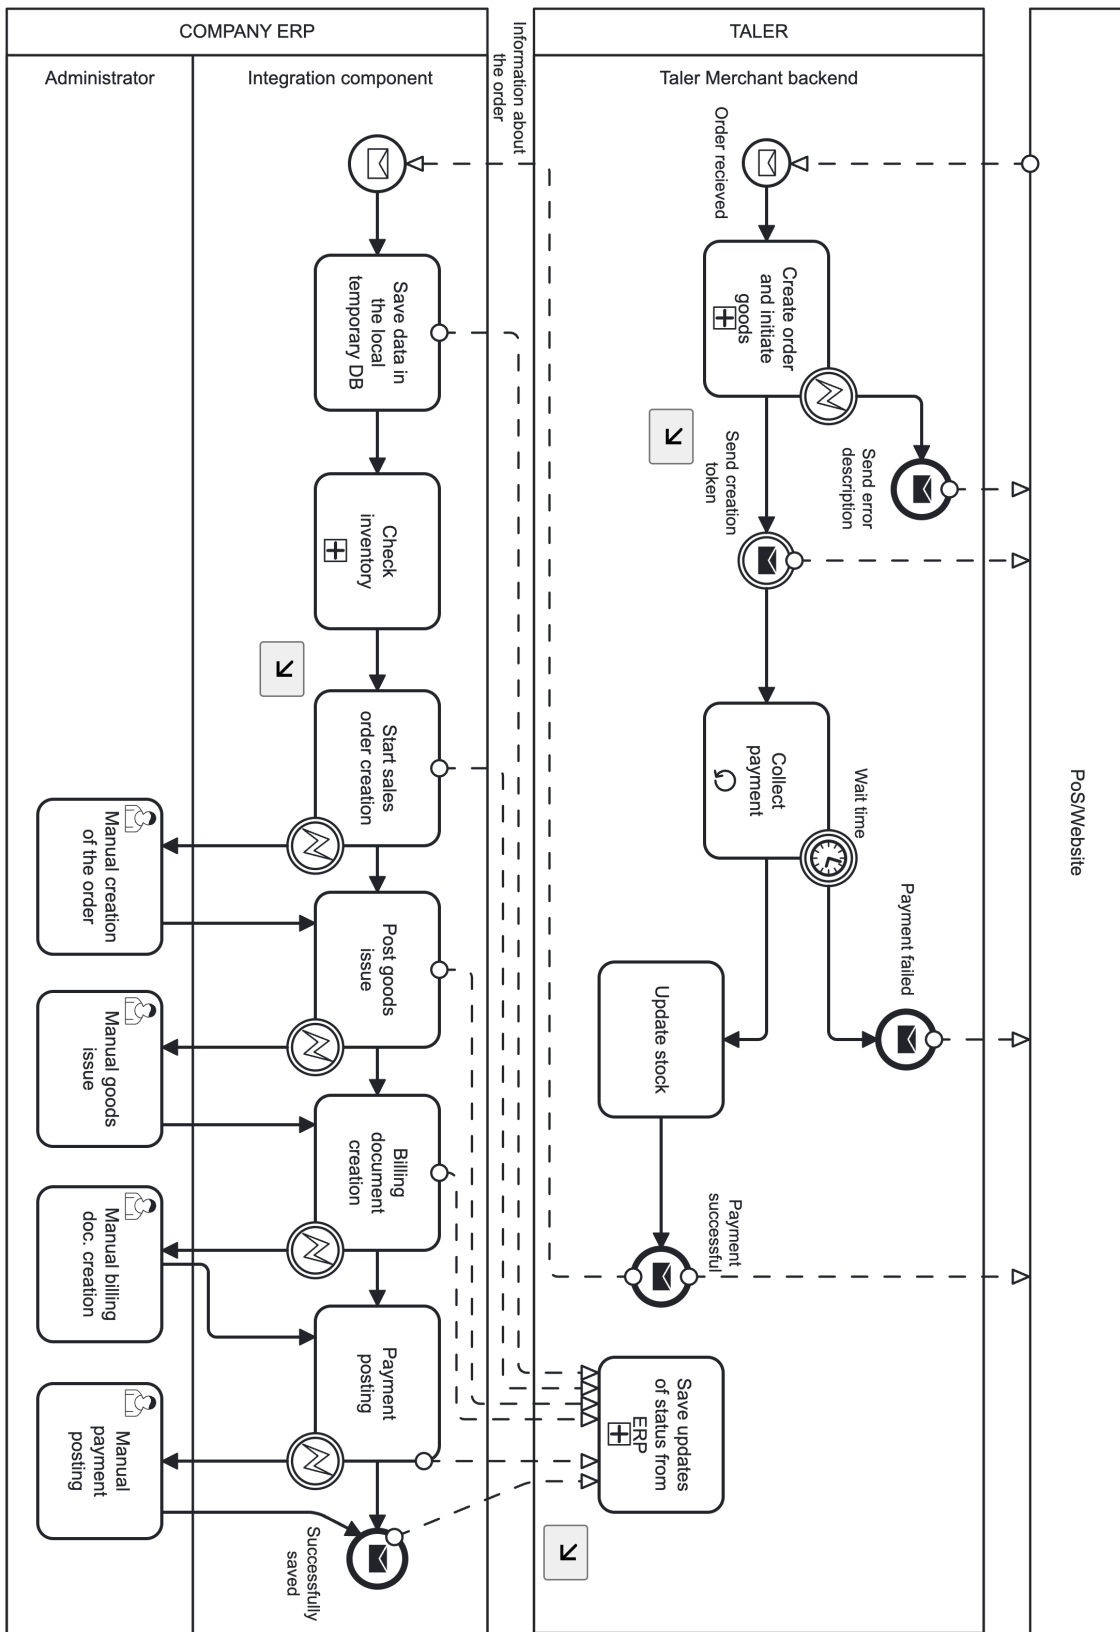 COMPANY ERP
TALER
Administrator
Integration component
Taler Merchant backend
PoS/Website
Information about
the order
Order recieved
Create order
and initiate
goods
Send error
description
Send creation
token
Collect
payment
Wait time
Payment failed
Update stock
Payment
successful
Save updates
of status from
ERP
Save data in
the local
temporary DB
Check
inventory
Start sales
order creation
Post goods
issue
Billing
document
creation
Payment
posting
Successfully
saved
Manual creation
of the order
Manual goods
issue
Manual billing
doc. creation
Manual
payment
posting